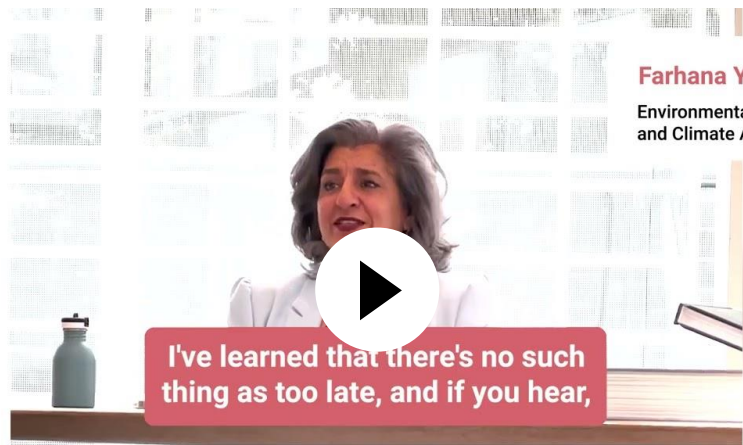 Farhana Y
Environmenta
and Climate A
I've learned that there's no such
thing as too late, and if you hear,